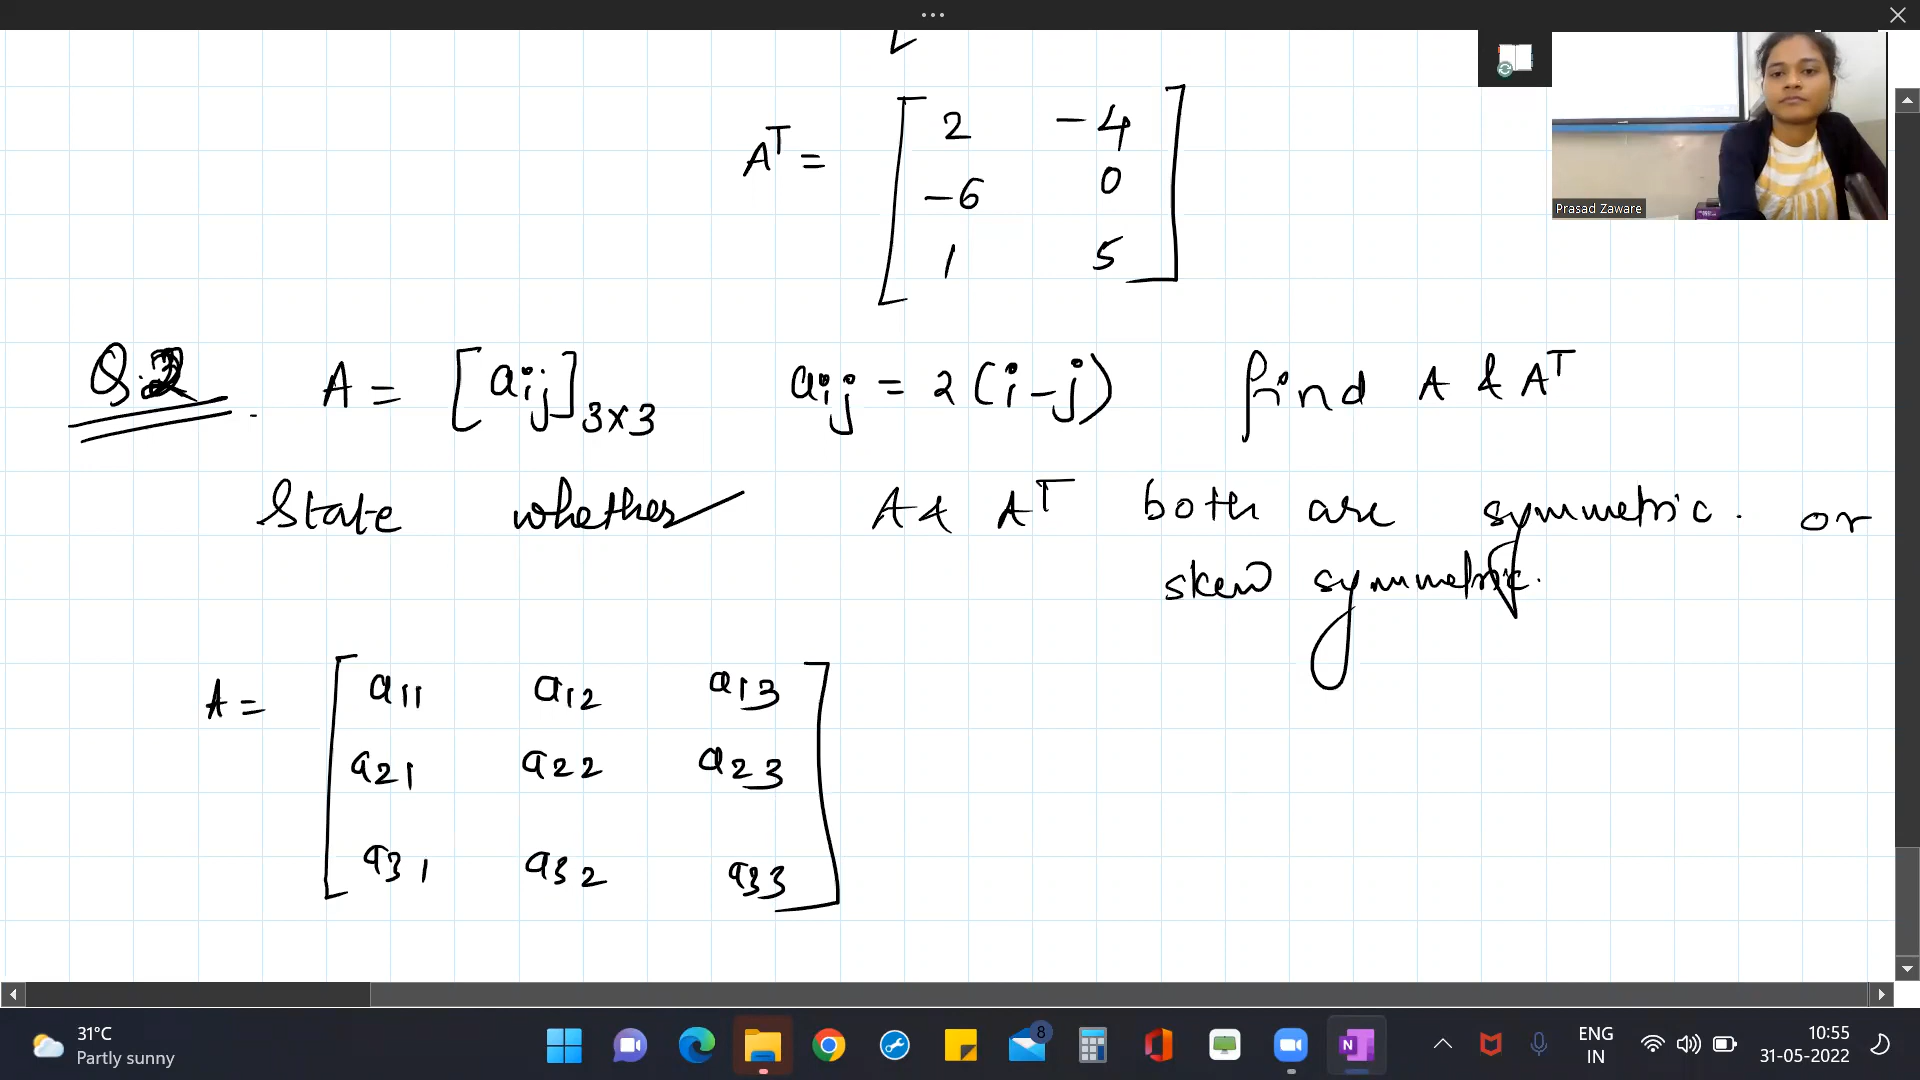 Aᵀ =
2 -4
-6 0
1 5
Prasad Zaware
Q.2. A = [aij]3×3 aij = 2(i-j) find A & Aᵀ
State whether A & Aᵀ both are symmetric. or
skew symmetric.
A =
a11 a12 a13
a21 a22 a23
a31 a32 a33
31°C
Partly sunny
8
N
ENG
IN
10:55
31-05-2022